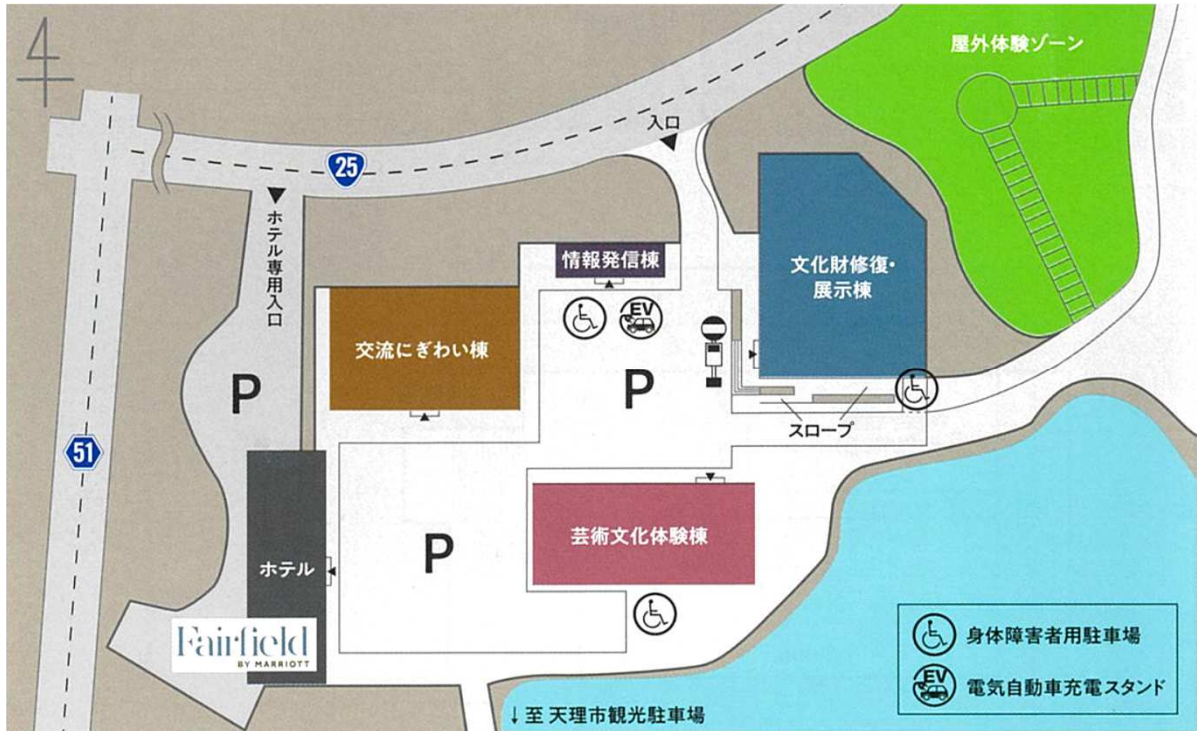 4
屋外体験ゾーン
入口
25
ホテル専用入口
情報発信棟
文化財修復・
展示棟
EV
交流にぎわい棟
P
P
スロープ
51
芸術文化体験棟
P
ホテル
Fairfield
BY MARRIOTT
身体障害者用駐車場
EV
電気自動車充電スタンド
↓至 天理市観光駐車場